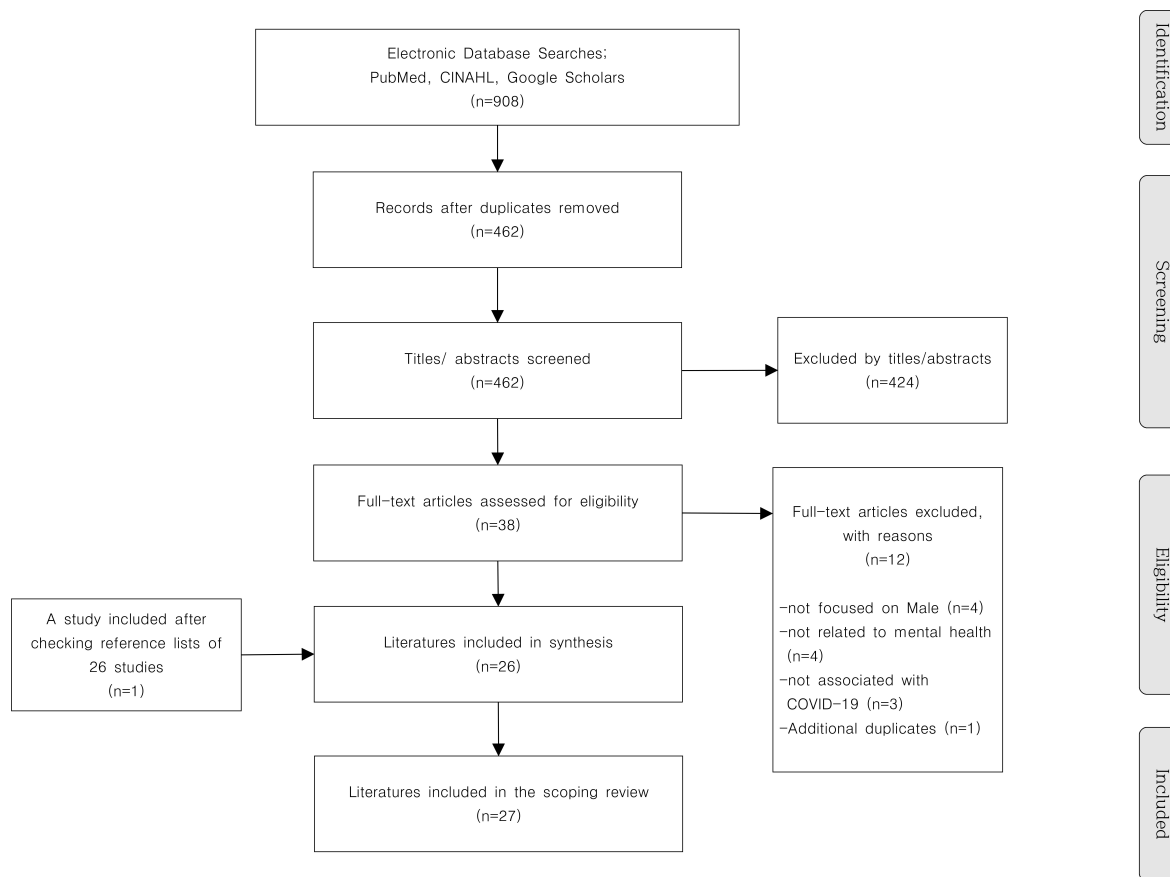 Electronic Database Searches;
PubMed, CINAHL, Google Scholars
(n=908)
Records after duplicates removed
(n=462)
Titles/ abstracts screened
(n=462)
Excluded by titles/abstracts
(n=424)
Full-text articles assessed for eligibility
(n=38)
Full-text articles excluded,
with reasons
(n=12)
-not focused on Male (n=4)
-not related to mental health
(n=4)
-not associated with
COVID-19 (n=3)
-Additional duplicates (n=1)
A study included after
checking reference lists of
26 studies
(n=1)
Literatures included in synthesis
(n=26)
Literatures included in the scoping review
(n=27)
Identification
Screening
Eligibility
Included